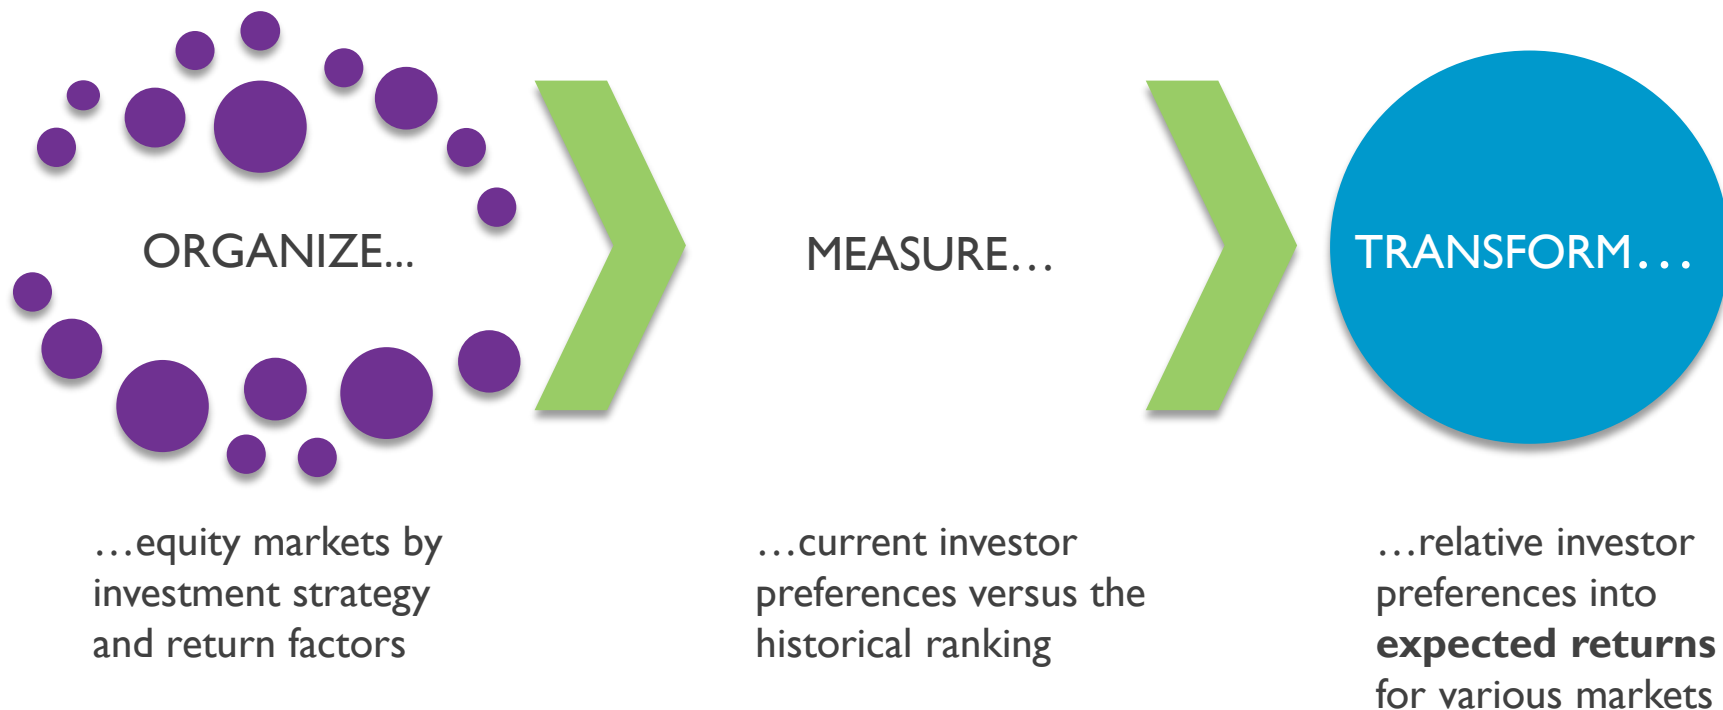 ORGANIZE...
MEASURE…
TRANSFORM…
…equity markets by
investment strategy
and return factors
…current investor
preferences versus the
historical ranking
…relative investor
preferences into
expected returns
for various markets